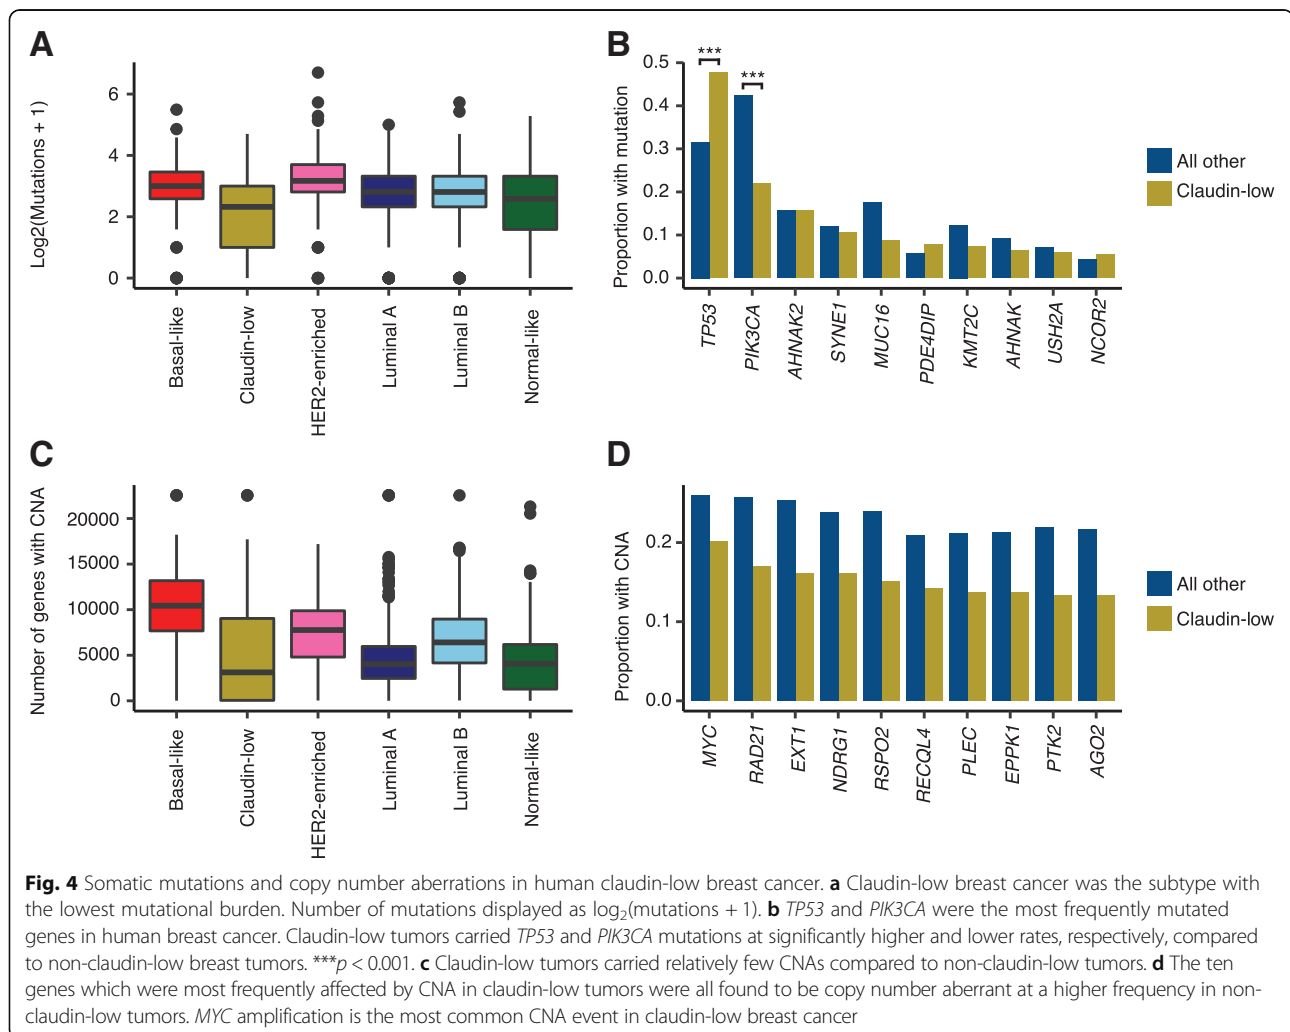 A
Log2(Mutations + 1)
6
4
2
0
Basal-like
Claudin-low
HER2-enriched
Luminal A
Luminal B
Normal-like
B
Proportion with mutation
0.5
0.4
0.3
0.2
0.1
0.0
***
***
TP53
PIK3CA
AHNAK2
SYNE1
MUC16
PDE4DIP
KMT2C
AHNAK
USH2A
NCOR2
All other
Claudin-low
C
Number of genes with CNA
20000
15000
10000
5000
0
Basal-like
Claudin-low
HER2-enriched
Luminal A
Luminal B
Normal-like
D
Proportion with CNA
0.2
0.1
0.0
MYC
RAD21
EXT1
NDRG1
RSPO2
RECQL4
PLEC
EPPK1
PTK2
AGO2
All other
Claudin-low
Fig. 4 Somatic mutations and copy number aberrations in human claudin-low breast cancer. a Claudin-low breast cancer was the subtype with
the lowest mutational burden. Number of mutations displayed as log₂(mutations + 1). b TP53 and PIK3CA were the most frequently mutated
genes in human breast cancer. Claudin-low tumors carried TP53 and PIK3CA mutations at significantly higher and lower rates, respectively, compared
to non-claudin-low breast tumors. ***p < 0.001. c Claudin-low tumors carried relatively few CNAs compared to non-claudin-low tumors. d The ten
genes which were most frequently affected by CNA in claudin-low tumors were all found to be copy number aberrant at a higher frequency in non-
claudin-low tumors. MYC amplification is the most common CNA event in claudin-low breast cancer